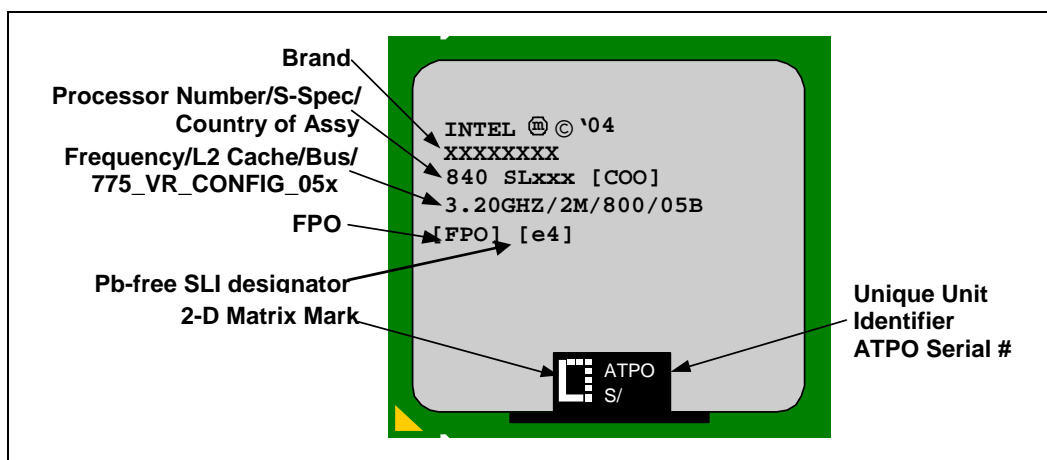 Brand
Processor Number/S-Spec/
Country of Assy
Frequency/L2 Cache/Bus/
775_VR_CONFIG_05x
FPO
Pb-free SLI designator
2-D Matrix Mark
INTEL ⓜ © ‘04
XXXXXXXX
840 SLxxx [COO]
3.20GHZ/2M/800/05B
[FPO] [e4]
ATPO
S/
Unique Unit
Identifier
ATPO Serial #